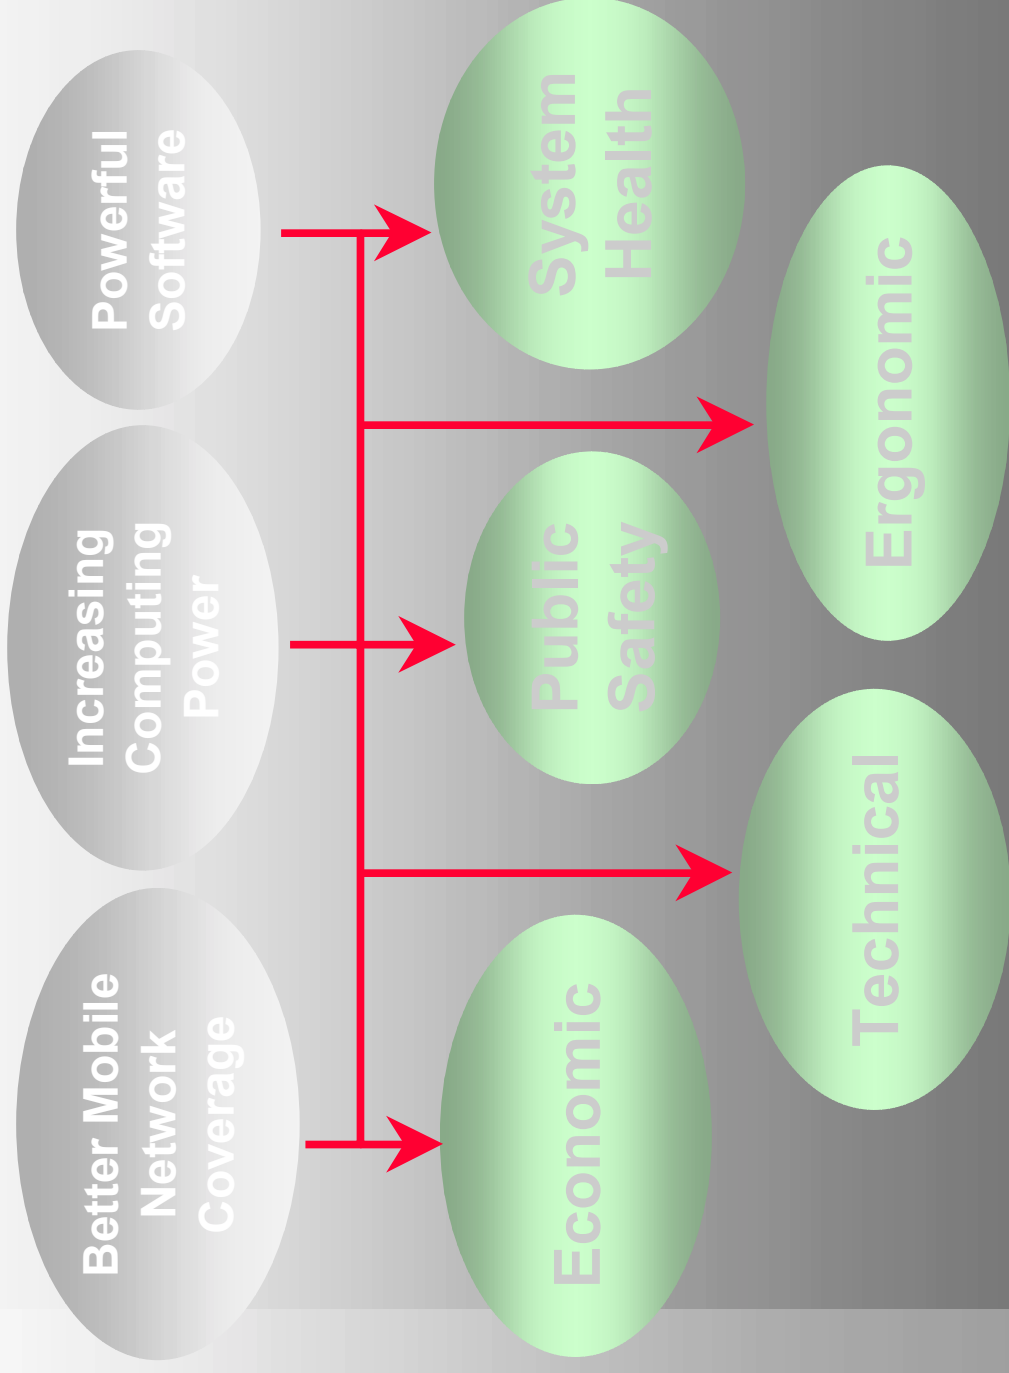 Better Mobile
Network
Coverage
Increasing
Computing
Power
Powerful
Software
Economic
Public
Safety
System
Health
Technical
Ergonomic